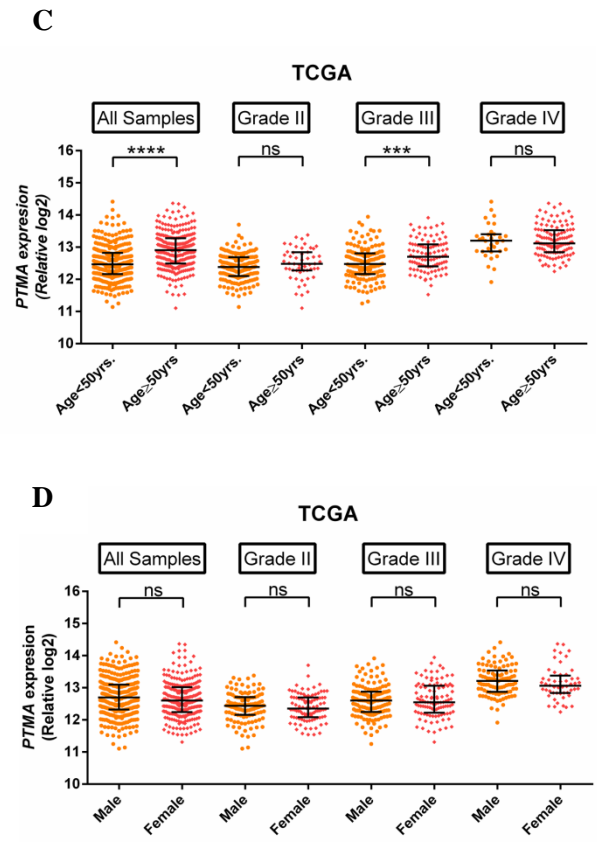 C
TCGA
All Samples Grade II Grade III Grade IV
**** ns *** ns
PTMA expresion
(Relative log2)
16
15
14
13
12
11
10
Age<50yrs. Age≥50yrs Age<50yrs. Age≥50yrs Age<50yrs. Age≥50yrs Age<50yrs. Age≥50yrs
D
TCGA
All Samples Grade II Grade III Grade IV
ns ns ns ns
PTMA expresion
(Relative log2)
16
15
14
13
12
11
10
Male Female Male Female Male Female Male Female